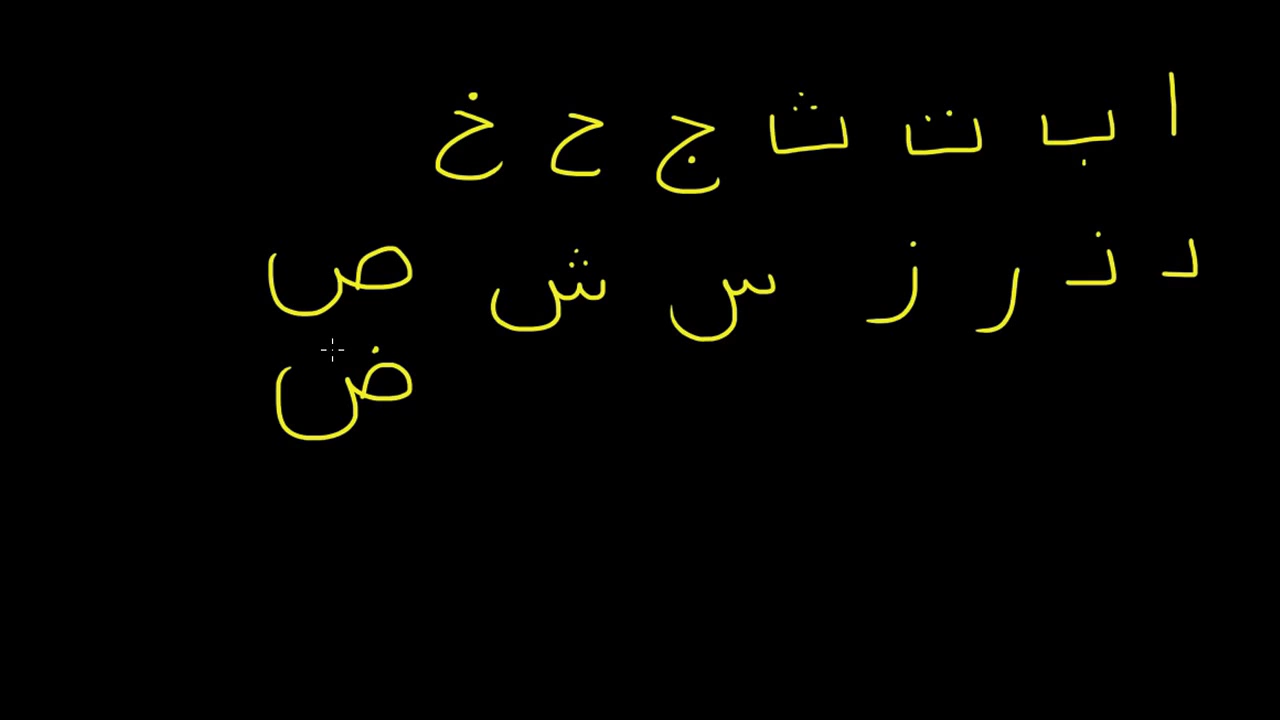 ا ب ت ث ج ح خ
د ذ ر ز س ش ص
ض